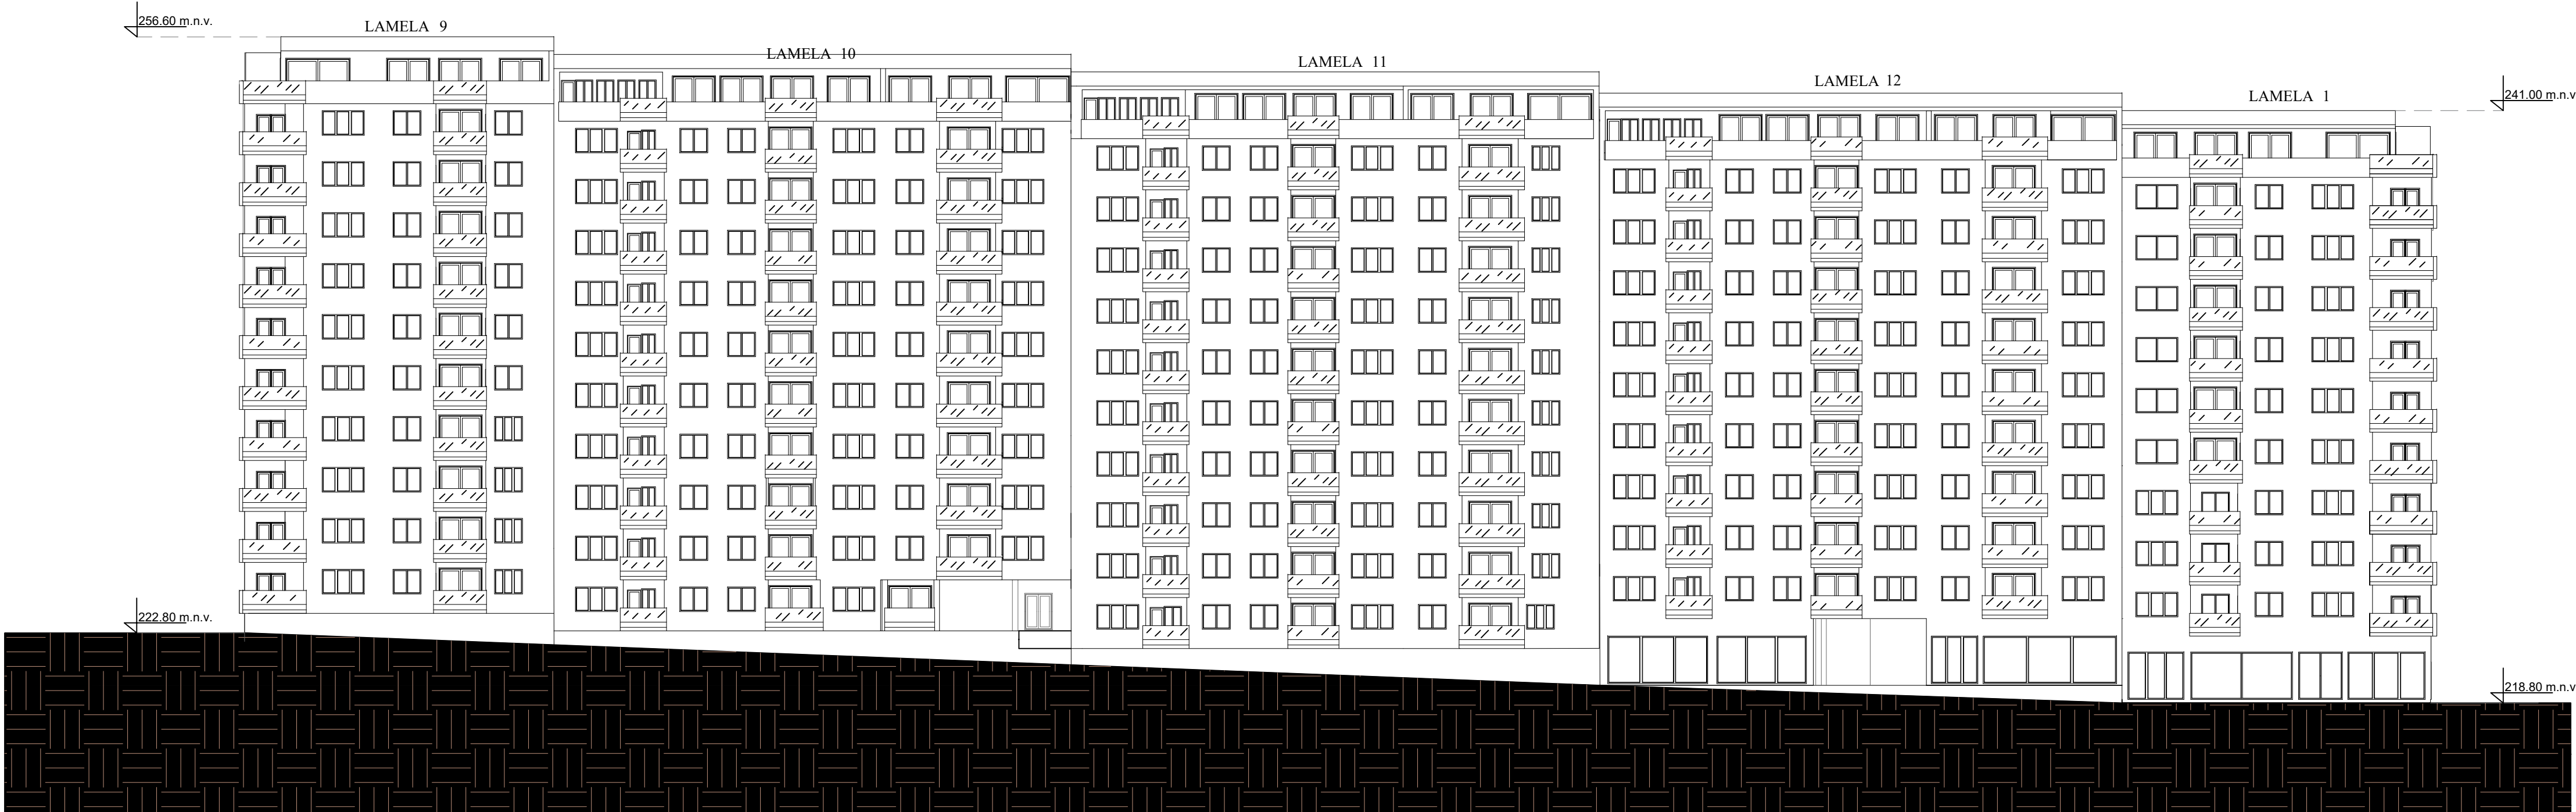 256.60 m.n.v.
LAMELA 9
LAMELA 10
LAMELA 11
LAMELA 12
LAMELA 1
241.00 m.n.v
222.80 m.n.v.
218.80 m.n.v